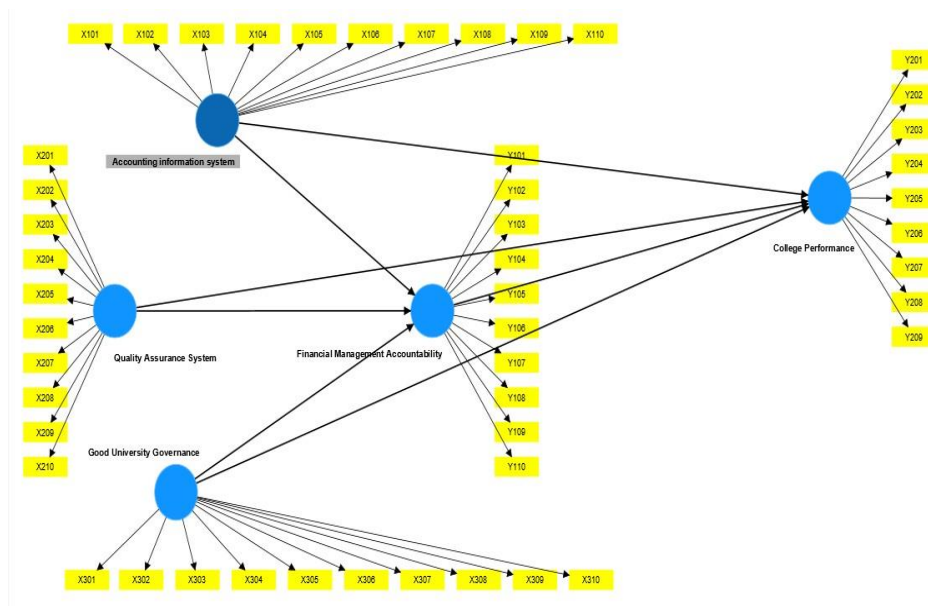 X101 X102 X103 X104 X105 X106 X107 X108 X109 X110
Accounting information system
X201
X202
X203
X204
X205
X206
X207
X208
X209
X210
Quality Assurance System
Y101
Y102
Y103
Y104
Y105
Y106
Y107
Y108
Y109
Y110
Financial Management Accountability
Y201
Y202
Y203
Y204
Y205
Y206
Y207
Y208
Y209
College Performance
Good University Governance
X301 X302 X303 X304 X305 X306 X307 X308 X309 X310